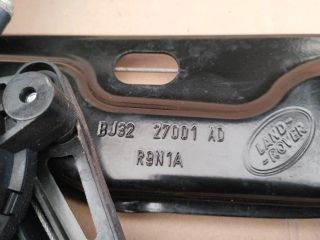 BJ32 27001 AD
R9N1A
LAND
ROVER